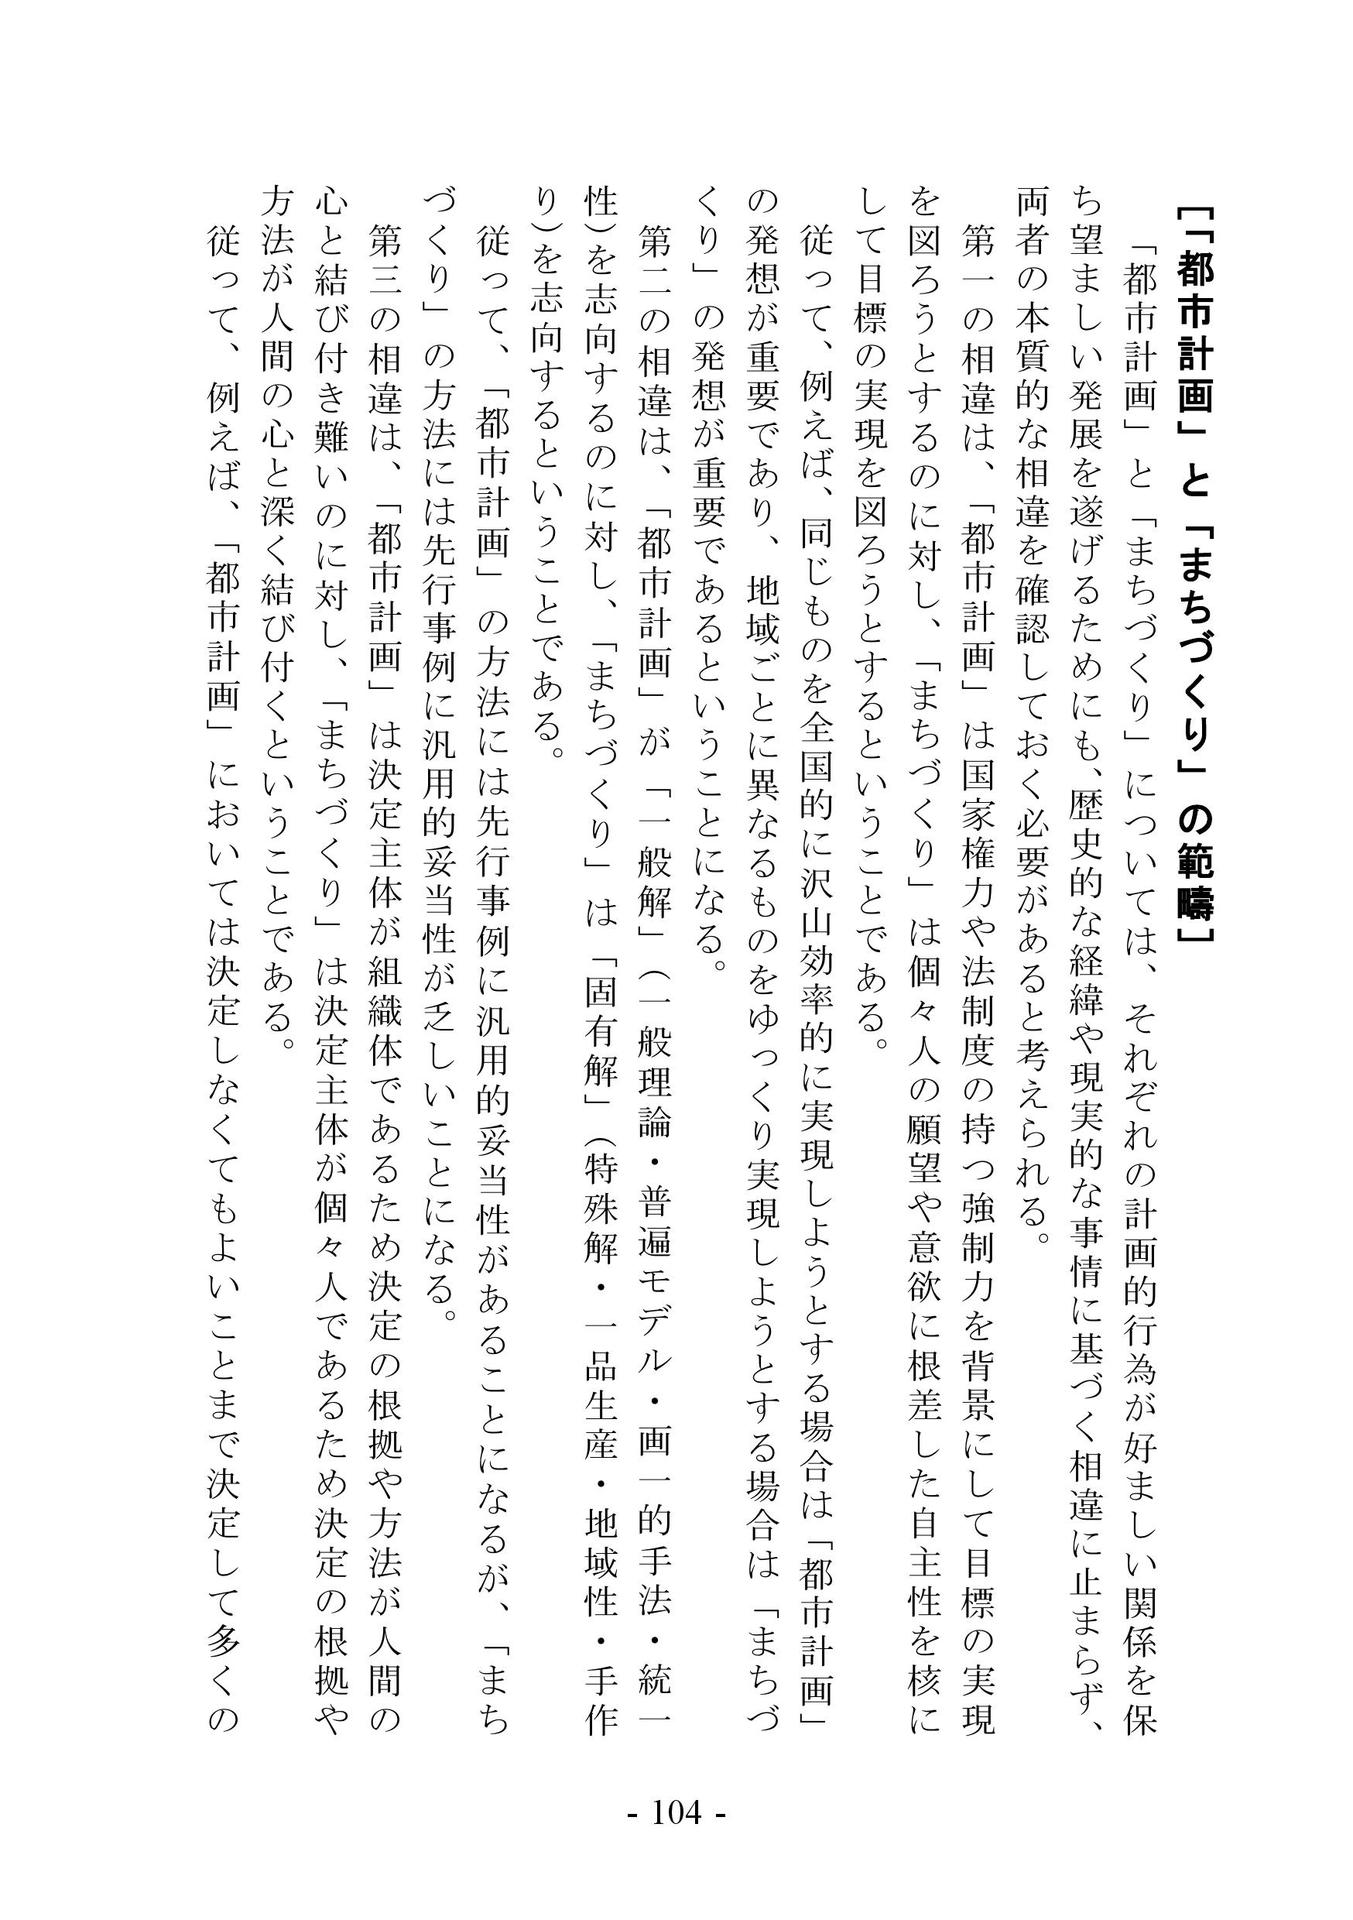 [「都市計画」と「まちづくり」の範疇]
「都市計画」と「まちづくり」については、それぞれの計画的行為が好ましい関係を保
ち望ましい発展を遂げるためにも、歴史的な経緯や現実的な事情に基づく相違に止まらず、
両者の本質的な相違を確認しておく必要があると考えられる。
第一の相違は、「都市計画」は国家権力や法制度の持つ強制力を背景にして目標の実現
を図ろうとするのに対し、「まちづくり」は個々人の願望や意欲に根差した自主性を核に
して目標の実現を図ろうとするということである。
従って、例えば、同じものを全国的に沢山効率的に実現しようとする場合は「都市計画」
の発想が重要であり、地域ごとに異なるものをゆっくり実現しようとする場合は「まちづ
くり」の発想が重要であるということになる。
第二の相違は、「都市計画」が「一般解」(一般理論・普遍モデル・画一的手法・統一
性)を志向するのに対し、「まちづくり」は「固有解」(特殊解・一品生産・地域性・手作
り)を志向するということである。
従って、「都市計画」の方法には先行事例に汎用的妥当性があることになるが、「まち
づくり」の方法には先行事例に汎用的妥当性が乏しいことになる。
第三の相違は、「都市計画」は決定主体が組織体であるため決定の根拠や方法が人間の
心と結び付き難いのに対し、「まちづくり」は決定主体が個々人であるため決定の根拠や
方法が人間の心と深く結び付くということである。
従って、例えば、「都市計画」においては決定しなくてもよいことまで決定して多くの
- 104 -